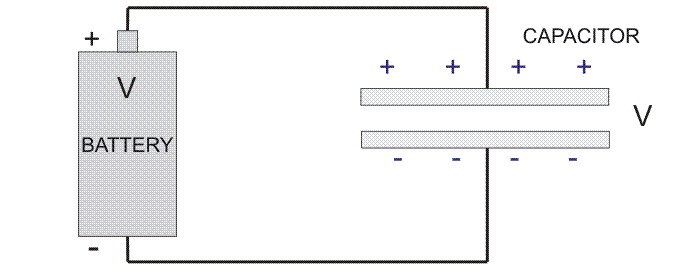 +
CAPACITOR
+ + + +
V
V
BATTERY
- - - -
-